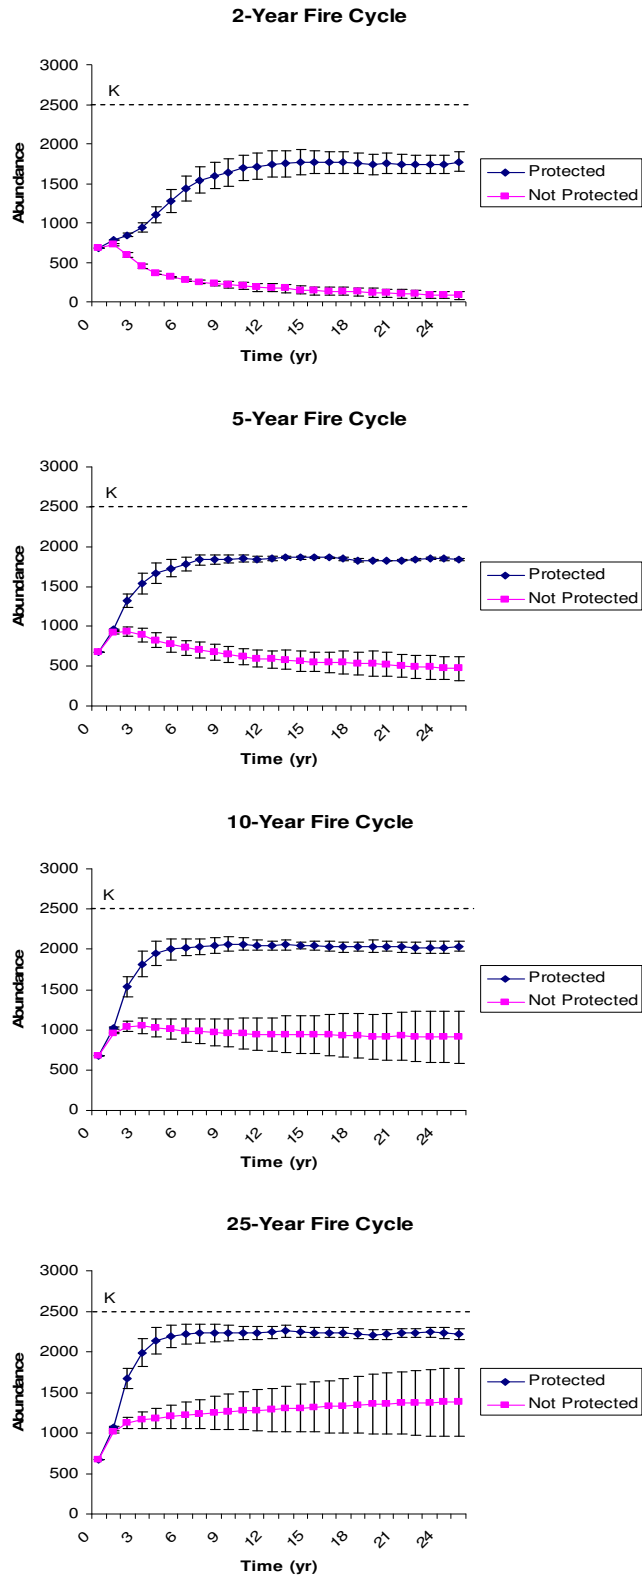 2-Year Fire Cycle
3000
K
2500
2000
1500
1000
500
0
Abundance
0 3 6 9 12 15 18 21 24
Time (yr)
Protected
Not Protected
5-Year Fire Cycle
3000
K
2500
2000
1500
1000
500
0
Abundance
0 3 6 9 12 15 18 21 24
Time (yr)
Protected
Not Protected
10-Year Fire Cycle
3000
K
2500
2000
1500
1000
500
0
Abundance
0 3 6 9 12 15 18 21 24
Time (yr)
Protected
Not Protected
25-Year Fire Cycle
3000
K
2500
2000
1500
1000
500
0
Abundance
0 3 6 9 12 15 18 21 24
Time (yr)
Protected
Not Protected